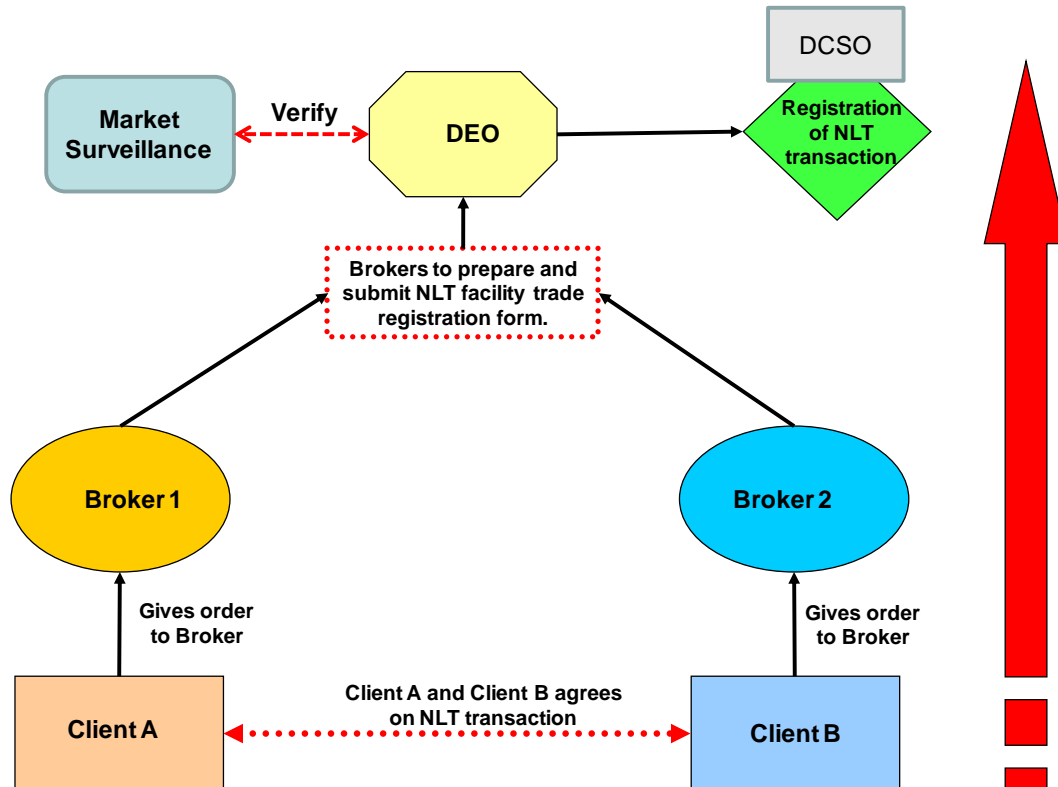 DCSO
Market
Surveillance
Verify
DEO
Registration
of NLT
transaction
Brokers to prepare and
submit NLT facility trade
registration form.
Broker 1
Broker 2
Gives order
to Broker
Gives order
to Broker
Client A and Client B agrees
on NLT transaction
Client A
Client B